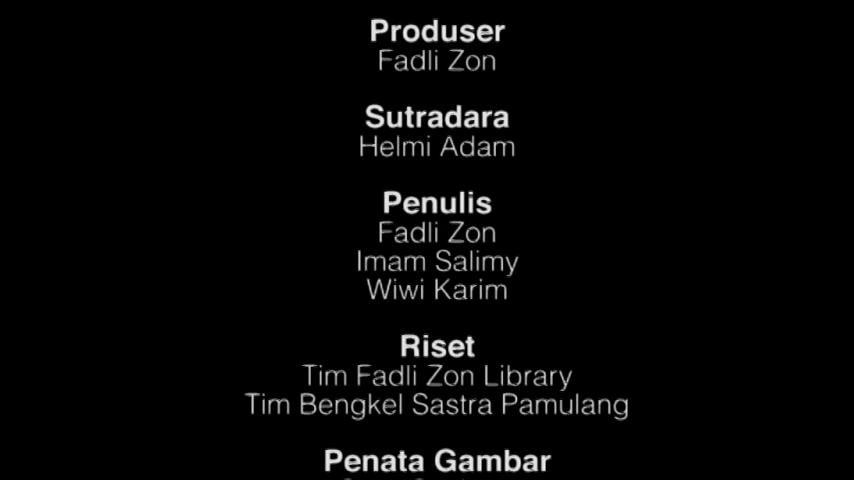 Produser
Fadli Zon
Sutradara
Helmi Adam
Penulis
Fadli Zon
Imam Salimy
Wiwi Karim
Riset
Tim Fadli Zon Library
Tim Bengkel Sastra Pamulang
Penata Gambar